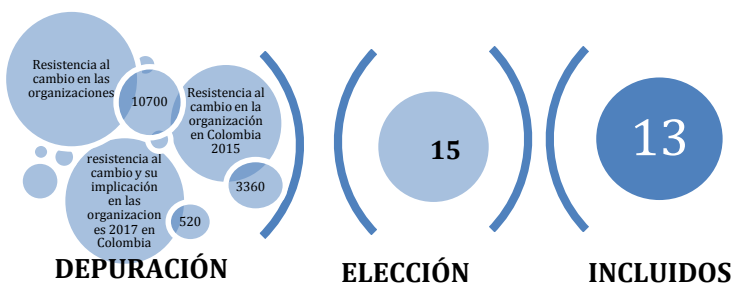 Resistencia al
cambio en las
organizaciones
10700
Resistencia al
cambio en la
organización
en Colombia
2015
3360
resistencia al
cambio y su
implicación
en las
organizacion
es 2017 en
Colombia
520
DEPURACIÓN
15
ELECCIÓN
13
INCLUIDOS